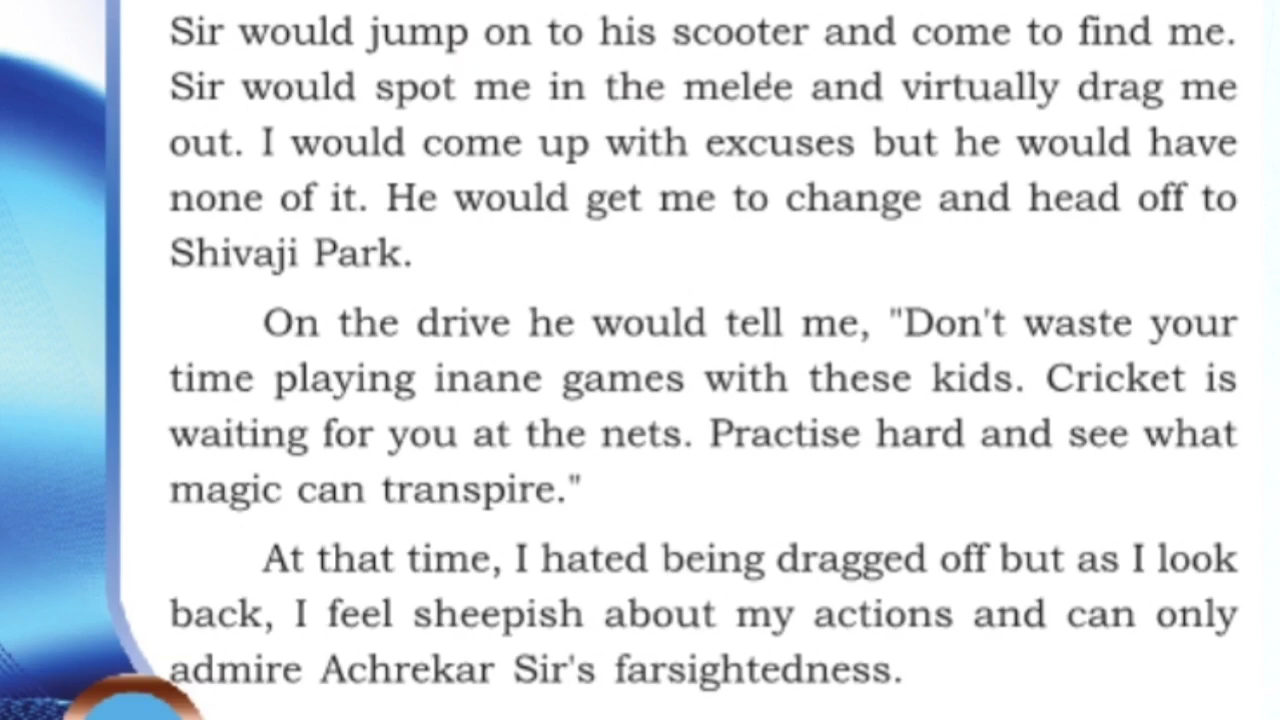 Sir would jump on to his scooter and come to find me.
Sir would spot me in the melée and virtually drag me
out. I would come up with excuses but he would have
none of it. He would get me to change and head off to
Shivaji Park.
On the drive he would tell me, "Don't waste your
time playing inane games with these kids. Cricket is
waiting for you at the nets. Practise hard and see what
magic can transpire."
At that time, I hated being dragged off but as I look
back, I feel sheepish about my actions and can only
admire Achrekar Sir's farsightedness.